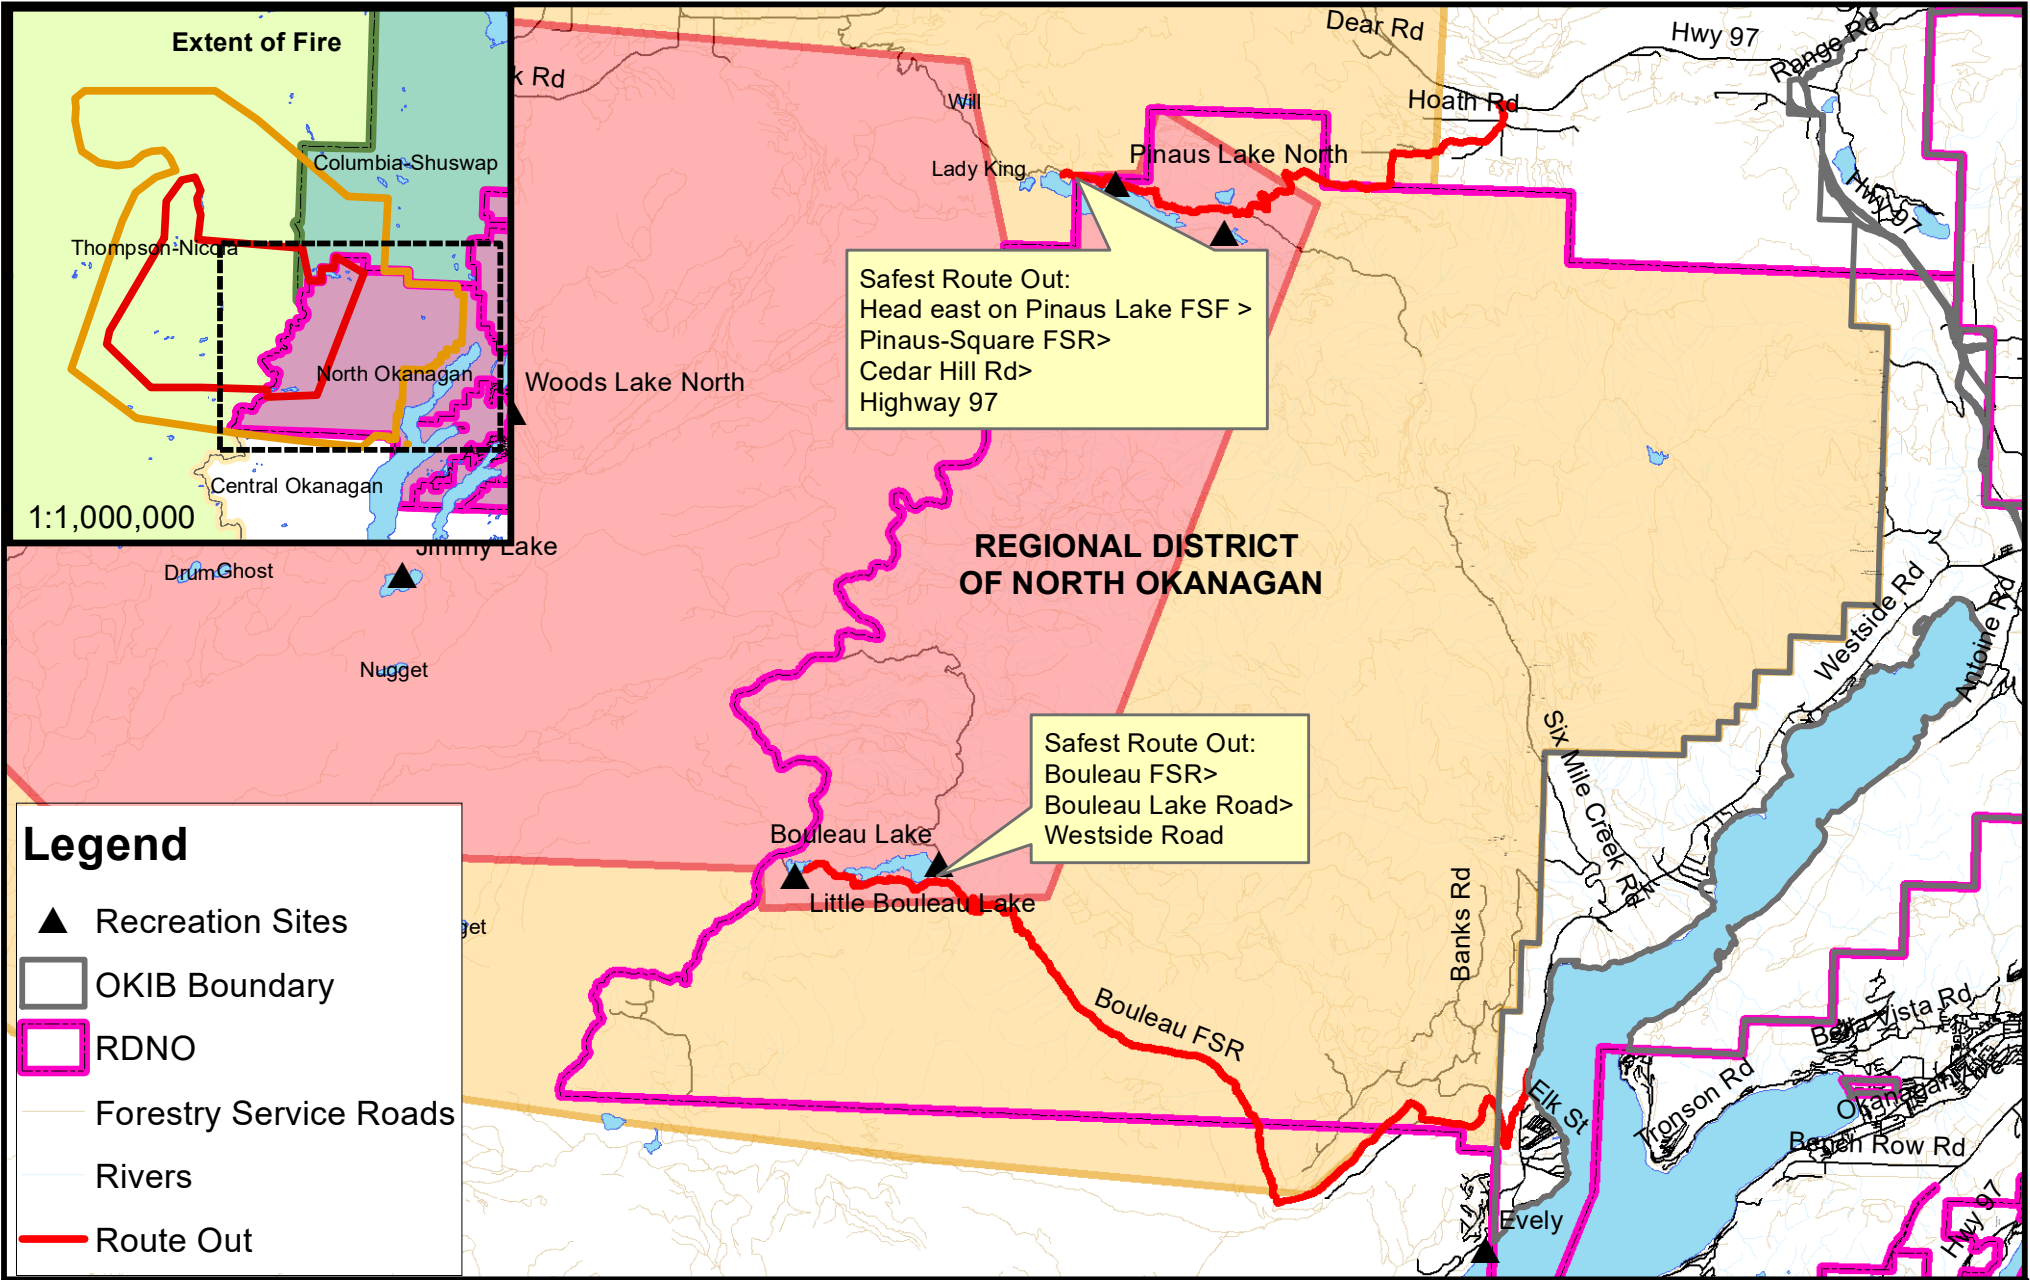 Extent of Fire
Columbia-Shuswap
Thompson-Nicola
North Okanagan
Central Okanagan
1:1,000,000
k Rd
Dear Rd
Hwy 97
Range Rd
Will
Hoath Rd
Lady King
Pinaus Lake North
Hwy 97
Safest Route Out:
Head east on Pinaus Lake FSF >
Pinaus-Square FSR>
Cedar Hill Rd>
Highway 97
Woods Lake North
REGIONAL DISTRICT
OF NORTH OKANAGAN
Jimmy Lake
Drum
Ghost
Nugget
Westside Rd
Antoine Rd
Six Mile Creek Rd
Safest Route Out:
Bouleau FSR>
Bouleau Lake Road>
Westside Road
Bouleau Lake
Little Bouleau Lake
Banks Rd
get
Bouleau FSR
Bella Vista Rd
Elk St
Tronson Rd
Okanagan Ave
Bench Row Rd
Evely
Hwy 97
Legend
Recreation Sites
OKIB Boundary
RDNO
Forestry Service Roads
Rivers
Route Out